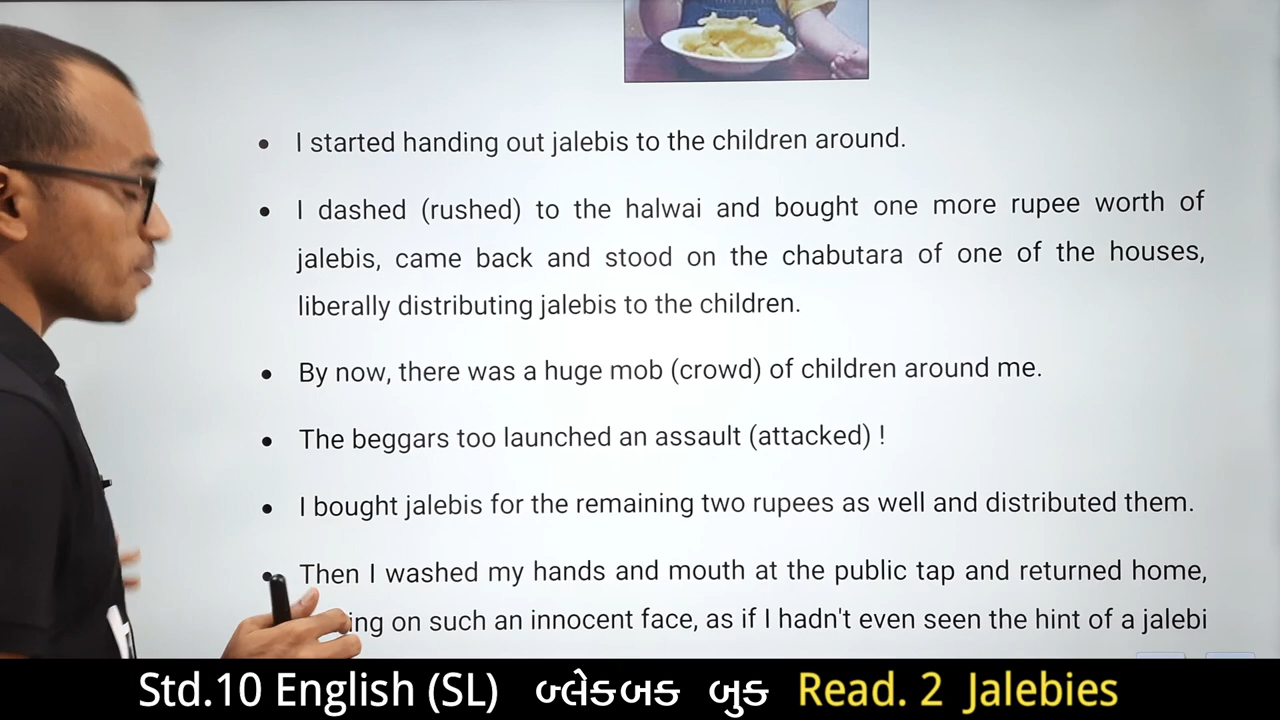 I started handing out jalebis to the children around.
I dashed (rushed) to the halwai and bought one more rupee worth of
jalebis, came back and stood on the chabutara of one of the houses,
liberally distributing jalebis to the children.
By now, there was a huge mob (crowd) of children around me.
The beggars too launched an assault (attacked) !
I bought jalebis for the remaining two rupees as well and distributed them.
Then I washed my hands and mouth at the public tap and returned home,
ing on such an innocent face, as if I hadn't even seen the hint of a jalebi
Std.10 English (SL) બ્લેકબક બુક Read. 2 Jalebies